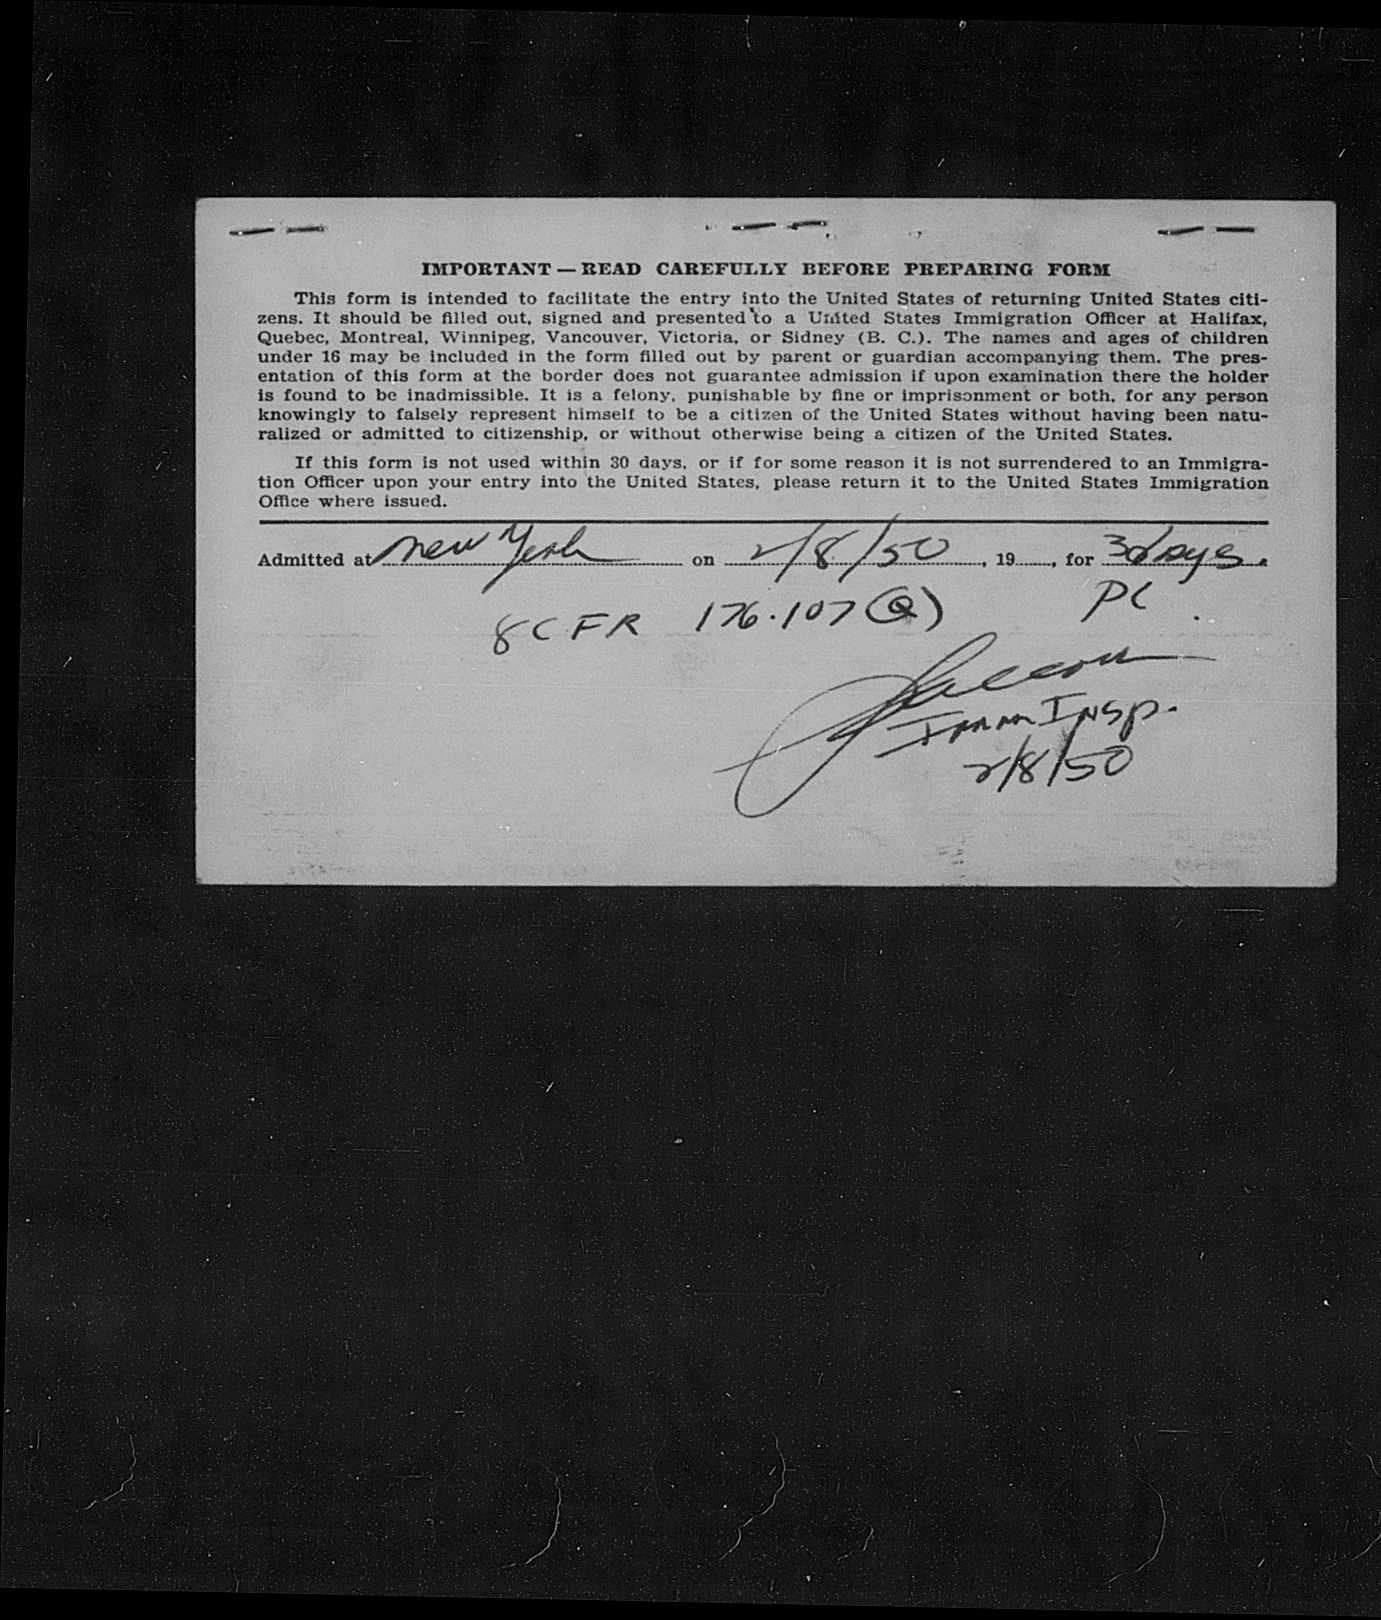 IMPORTANT — READ CAREFULLY BEFORE PREPARING FORM
This form is intended to facilitate the entry into the United States of returning United States citi-
zens. It should be filled out, signed and presented to a United States Immigration Officer at Halifax,
Quebec, Montreal, Winnipeg, Vancouver, Victoria, or Sidney (B. C.). The names and ages of children
under 16 may be included in the form filled out by parent or guardian accompanying them. The pres-
entation of this form at the border does not guarantee admission if upon examination there the holder
is found to be inadmissible. It is a felony, punishable by fine or imprisonment or both, for any person
knowingly to falsely represent himself to be a citizen of the United States without having been natu-
ralized or admitted to citizenship, or without otherwise being a citizen of the United States.
If this form is not used within 30 days, or if for some reason it is not surrendered to an Immigra-
tion Officer upon your entry into the United States, please return it to the United States Immigration
Office where issued.
Admitted at New York on 2/8/50, 19....., for days.
8 CFR 176.107 (Q) PC
Imm Insp.
2/8/50